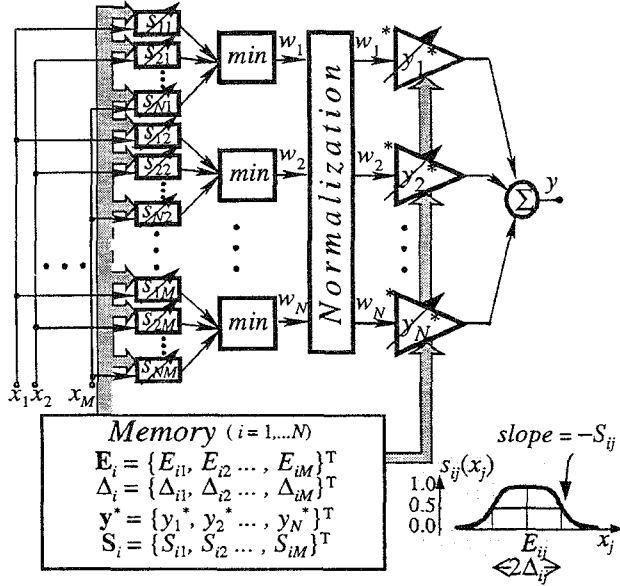 s11
s21
sN1
s12
s22
sN2
s1M
s2M
sNM
min
min
min
w1
w2
wN
Normalization
w1*
w2*
wN*
y1*
y2*
yN*
Σ
y
x1 x2 xM
Memory ( i = 1,...N)
Ei = {Ei1, Ei2 ... , EiM}T
Δi = {Δi1, Δi2 ... , ΔiM}T
y* = {y1*, y2* ... , yN*}T
Si = {Si1, Si2 ... , SiM}T
slope = −Sij
sij(xj)
1.0
0.5
0.0
Eij
xj
2Δij